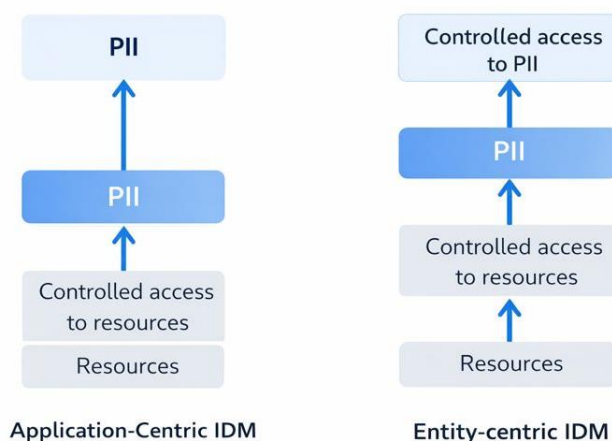 PII
PII
Controlled access
to resources
Resources
Application-Centric IDM
Controlled access
to PII
PII
Controlled access
to resources
Resources
Entity-centric IDM